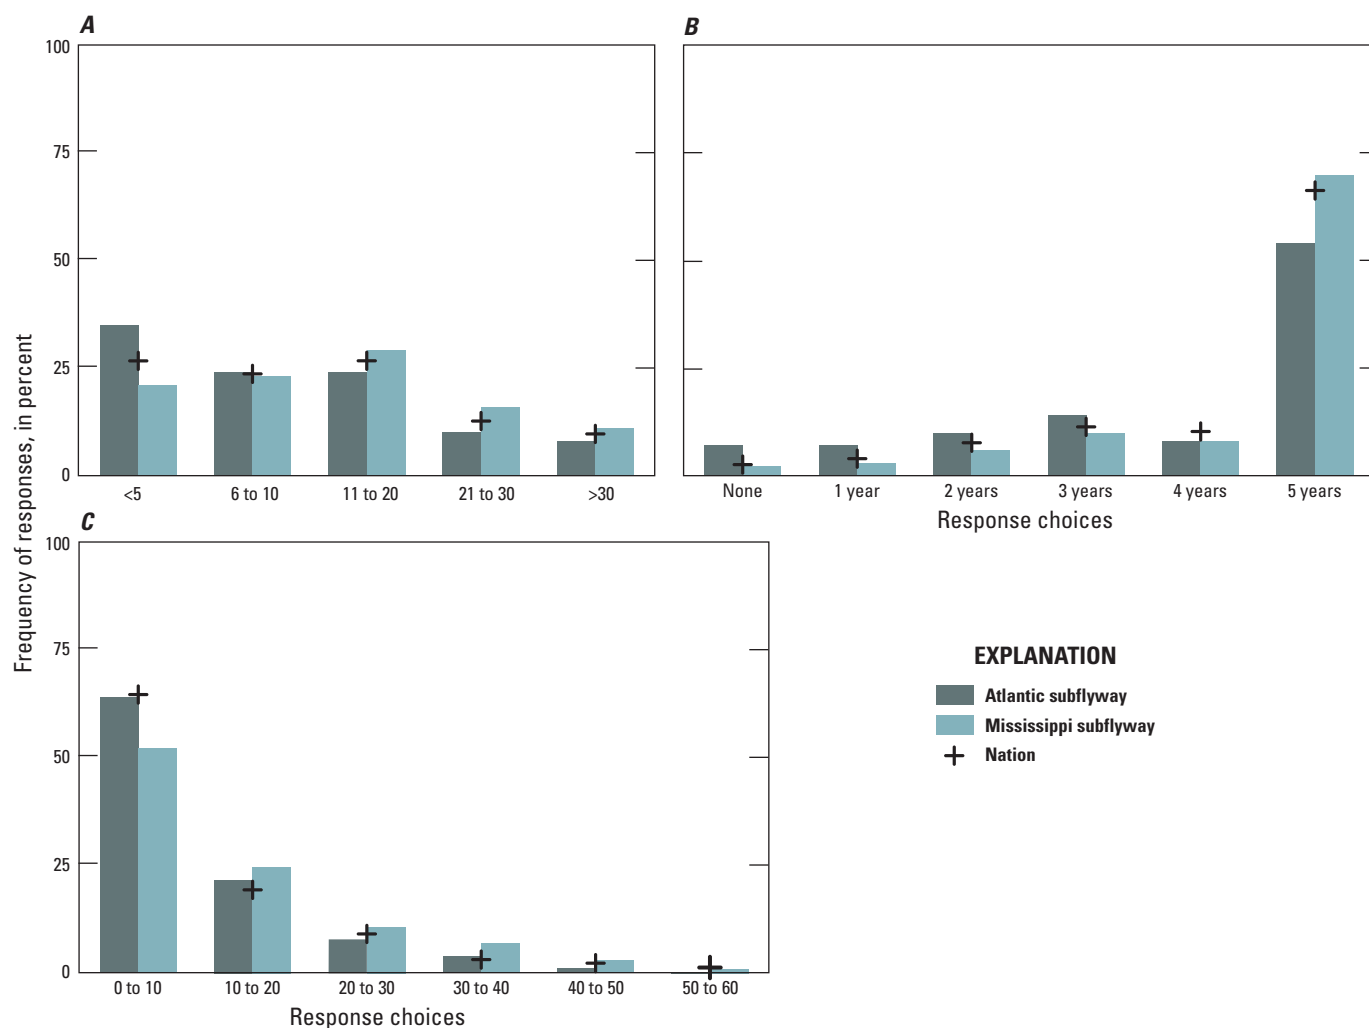 A
B
100
75
50
25
0
<5
6 to 10
11 to 20
21 to 30
>30
None
1 year
2 years
3 years
4 years
5 years
Response choices
Frequency of responses, in percent
C
100
75
50
25
0
0 to 10
10 to 20
20 to 30
30 to 40
40 to 50
50 to 60
Response choices
EXPLANATION
Atlantic subflyway
Mississippi subflyway
Nation